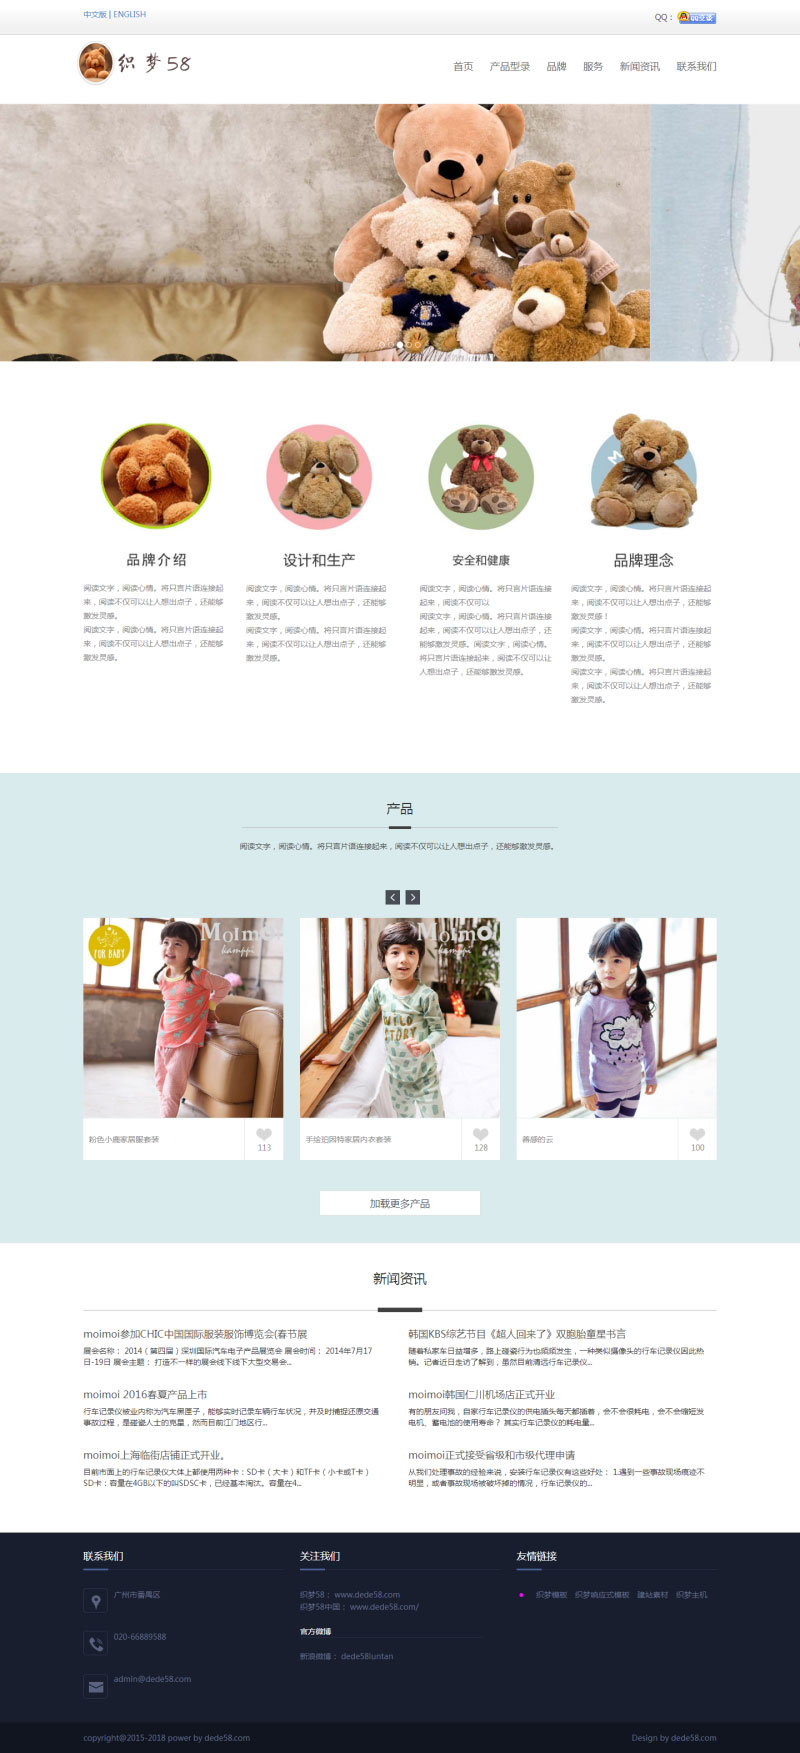 中文版 | ENGLISH
QQ：
QQ交谈
织梦58
首页 产品型录 品牌 服务 新闻资讯 联系我们
品牌介绍
阅读文字，阅读心情。将只言片语连接起
来，阅读不仅可以让人想出点子，还能够
激发灵感。
阅读文字，阅读心情。将只言片语连接起
来，阅读不仅可以让人想出点子，还能够
激发灵感。
设计和生产
阅读文字，阅读心情。将只言片语连接起
来，阅读不仅可以让人想出点子，还能够
激发灵感。
阅读文字，阅读心情。将只言片语连接起
来，阅读不仅可以让人想出点子，还能够
激发灵感。
安全和健康
阅读文字，阅读心情。将只言片语连接
起来，阅读不仅可以
阅读文字，阅读心情。将只言片语连接
起来，阅读不仅可以让人想出点子，还
能够激发灵感。阅读文字，阅读心情。
将只言片语连接起来，阅读不仅可以让
人想出点子，还能够激发灵感。
品牌理念
阅读文字，阅读心情。将只言片语连接起
来，阅读不仅可以让人想出点子，还能够
激发灵感！
阅读文字，阅读心情。将只言片语连接起
来，阅读不仅可以让人想出点子，还能够
激发灵感。
阅读文字，阅读心情。将只言片语连接起
来，阅读不仅可以让人想出点子，还能够
激发灵感。
产品
阅读文字，阅读心情。将只言片语连接起来，阅读不仅可以让人想出点子，还能够激发灵感。
FOR BABY
Moimo
kamppi
Moimo
kamppi
WILD
STORY
粉色小鹿家居服套装
113
手绘珀因特家居内衣套装
128
善感的云
100
加载更多产品
新闻资讯
moimoi参加CHIC中国国际服装服饰博览会(春节展
展会名称： 2014（第四届）深圳国际汽车电子产品展览会 展会时间： 2014年7月17
日-19日 展会主题： 打造不一样的展会线下线下大型交易会...
韩国KBS综艺节目《超人回来了》双胞胎童星书言
随着私家车日益增多，路上碰瓷行为也频频发生，一种类似摄像头的行车记录仪因此热
销。记者近日走访了解到，虽然目前清远行车记录仪...
moimoi 2016春夏产品上市
行车记录仪被业内称为汽车黑匣子，能够实时记录车辆行车状况，并及时捕捉还原交通
事故过程，是碰瓷人士的克星，然而目前江门地区行...
moimoi韩国仁川机场店正式开业
有的朋友问我，自家行车记录仪的供电插头每天都插着，会不会很耗电，会不会缩短发
电机、蓄电池的使用寿命？ 其实行车记录仪的耗电量...
moimoi上海临街店铺正式开业。
目前市面上的行车记录仪大体上都使用两种卡：SD卡（大卡）和TF卡（小卡或T卡）
SD卡：容量在4GB以下的叫SDSC卡，已经基本淘汰。容量在4...
moimoi正式接受省级和市级代理申请
从我们处理事故的经验来说，安装行车记录仪有这些好处： 1.遇到一些事故现场痕迹不
明显，或者事故现场被破坏掉的情况，行车记录仪的...
联系我们
广州市番禺区
020-66889588
admin@dede58.com
关注我们
织梦58： www.dede58.com
织梦58中国： www.dede58.com/
官方微博
新浪微博： dede58luntan
友情链接
织梦模板 织梦响应式模板 建站素材 织梦主机
copyright@2015-2018 power by dede58.com
Design by dede58.com